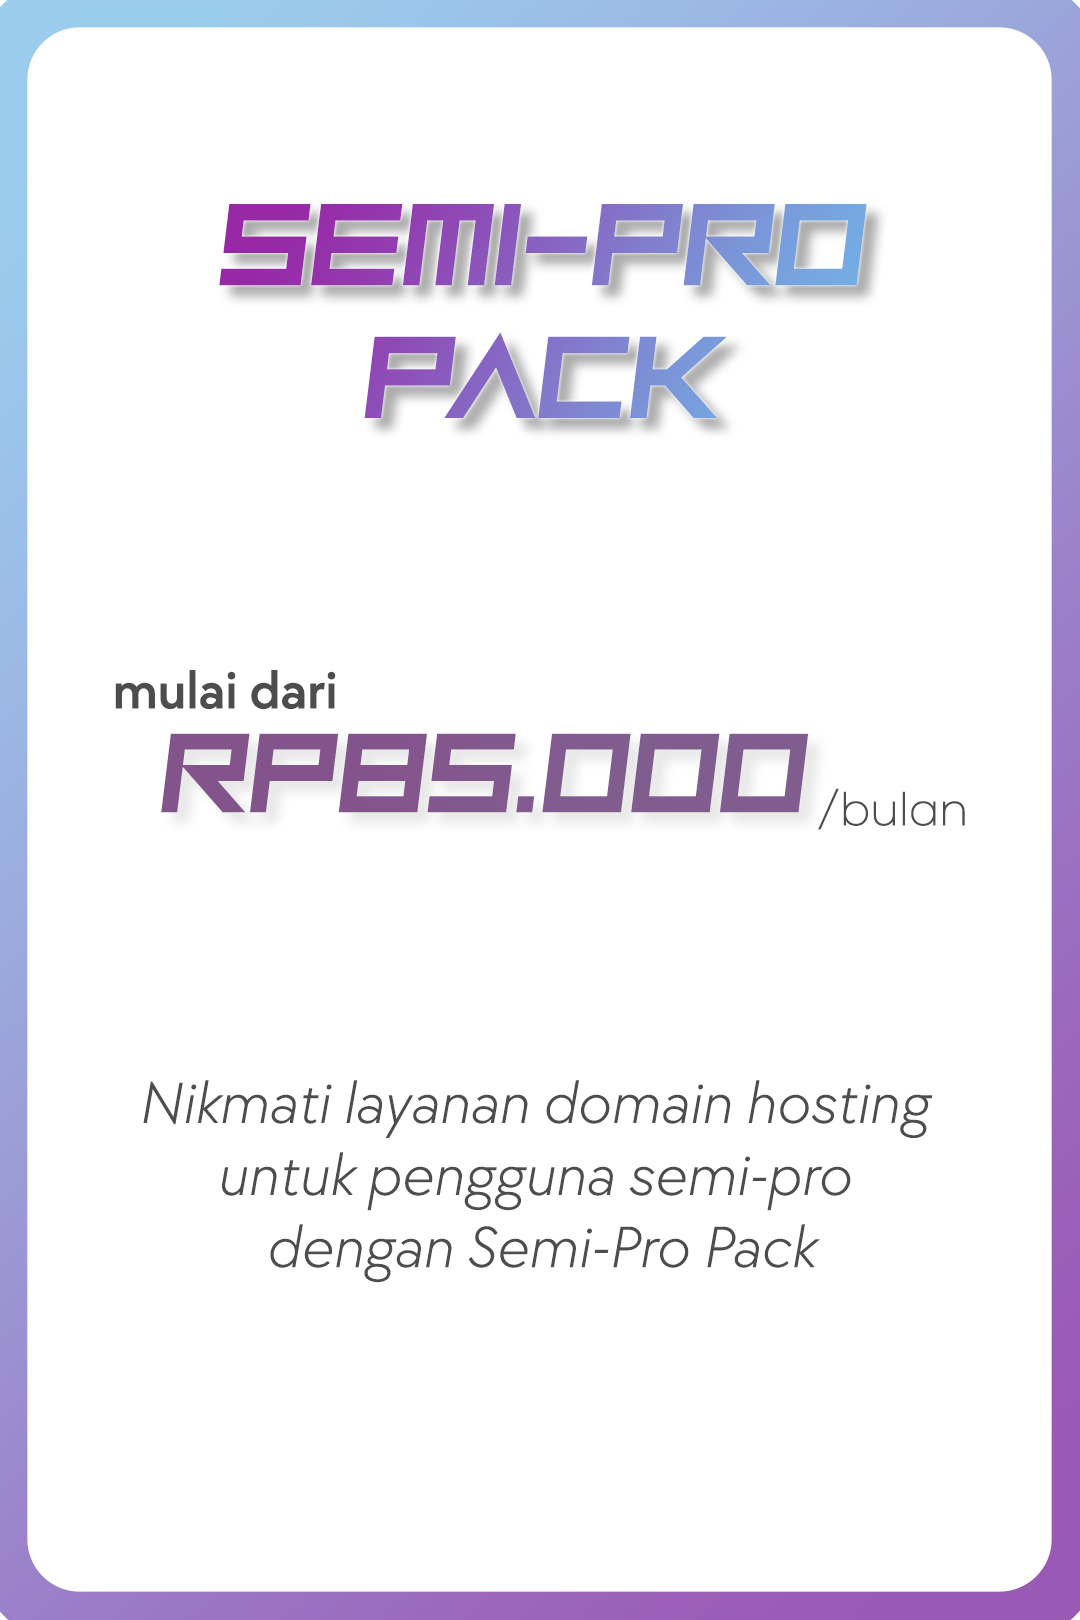 SEMI-PRO
PACK
mulai dari
RP85.000 /bulan
Nikmati layanan domain hosting
untuk pengguna semi-pro
dengan Semi-Pro Pack